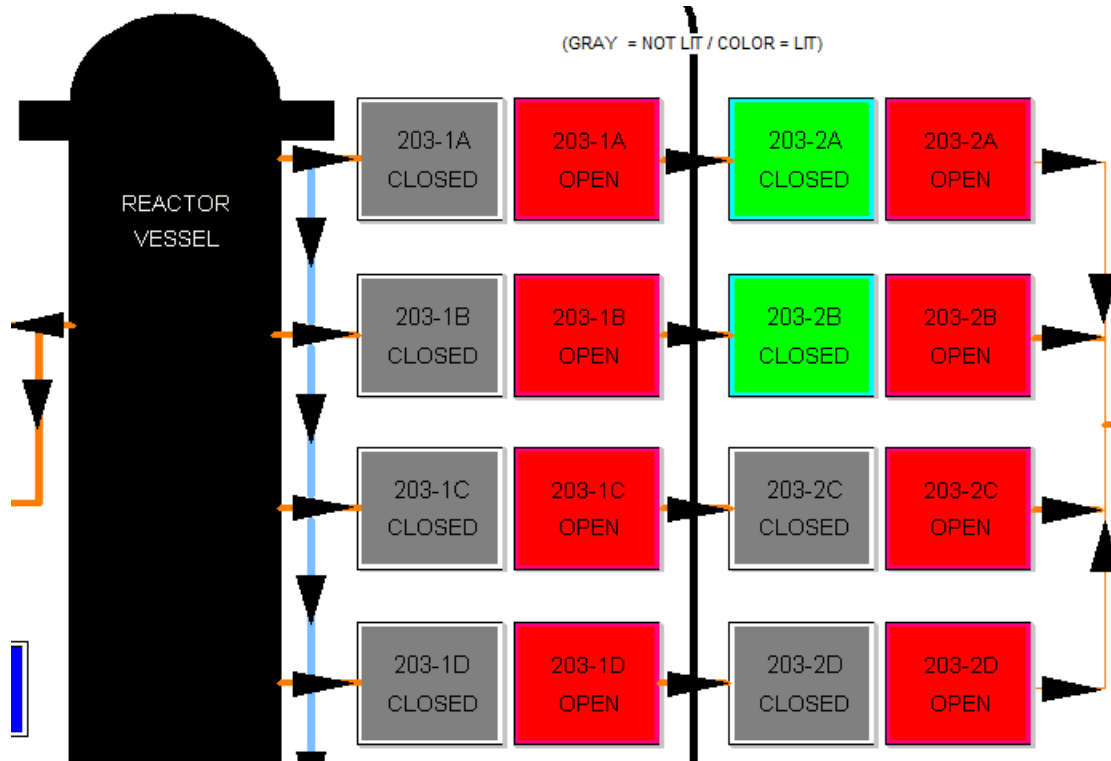 (GRAY = NOT LIT / COLOR = LIT)
REACTOR
VESSEL
203-1A
CLOSED
203-1A
OPEN
203-2A
CLOSED
203-2A
OPEN
203-1B
CLOSED
203-1B
OPEN
203-2B
CLOSED
203-2B
OPEN
203-1C
CLOSED
203-1C
OPEN
203-2C
CLOSED
203-2C
OPEN
203-1D
CLOSED
203-1D
OPEN
203-2D
CLOSED
203-2D
OPEN